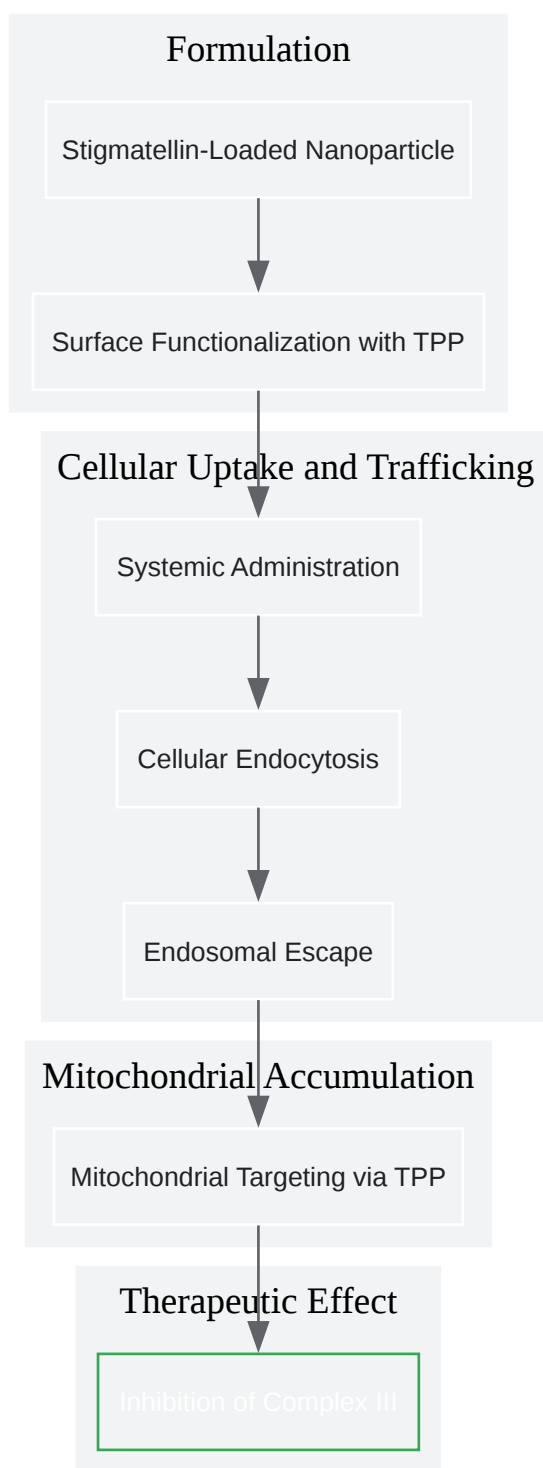 Formulation
Stigmatellin-Loaded Nanoparticle
Surface Functionalization with TPP
Cellular Uptake and Trafficking
Systemic Administration
Cellular Endocytosis
Endosomal Escape
Mitochondrial Accumulation
Mitochondrial Targeting via TPP
Therapeutic Effect
Inhibition of Complex III